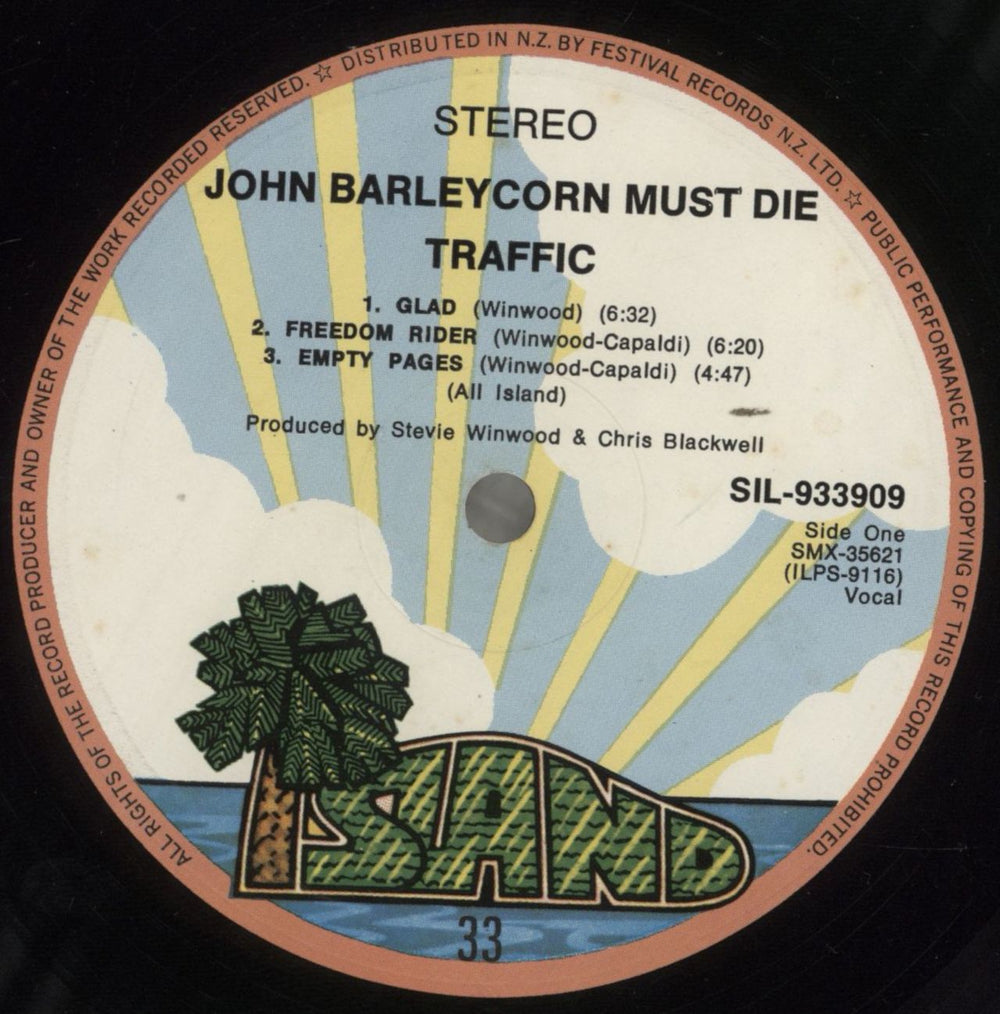 ALL RIGHTS OF THE RECORD PRODUCER AND OWNER OF THE WORK RECORDED RESERVED. ☆ DISTRIBUTED IN N.Z. BY FESTIVAL RECORDS N.Z. LTD. ☆ PUBLIC PERFORMANCE AND COPYING OF THIS RECORD PROHIBITED.
STEREO
JOHN BARLEYCORN MUST DIE
TRAFFIC
1. GLAD (Winwood) (6:32)
2. FREEDOM RIDER (Winwood-Capaldi) (6:20)
3. EMPTY PAGES (Winwood-Capaldi) (4:47)
(All Island)
Produced by Stevie Winwood & Chris Blackwell
SIL-933909
Side One
SMX-35621
(ILPS-9116)
Vocal
ISLAND
33